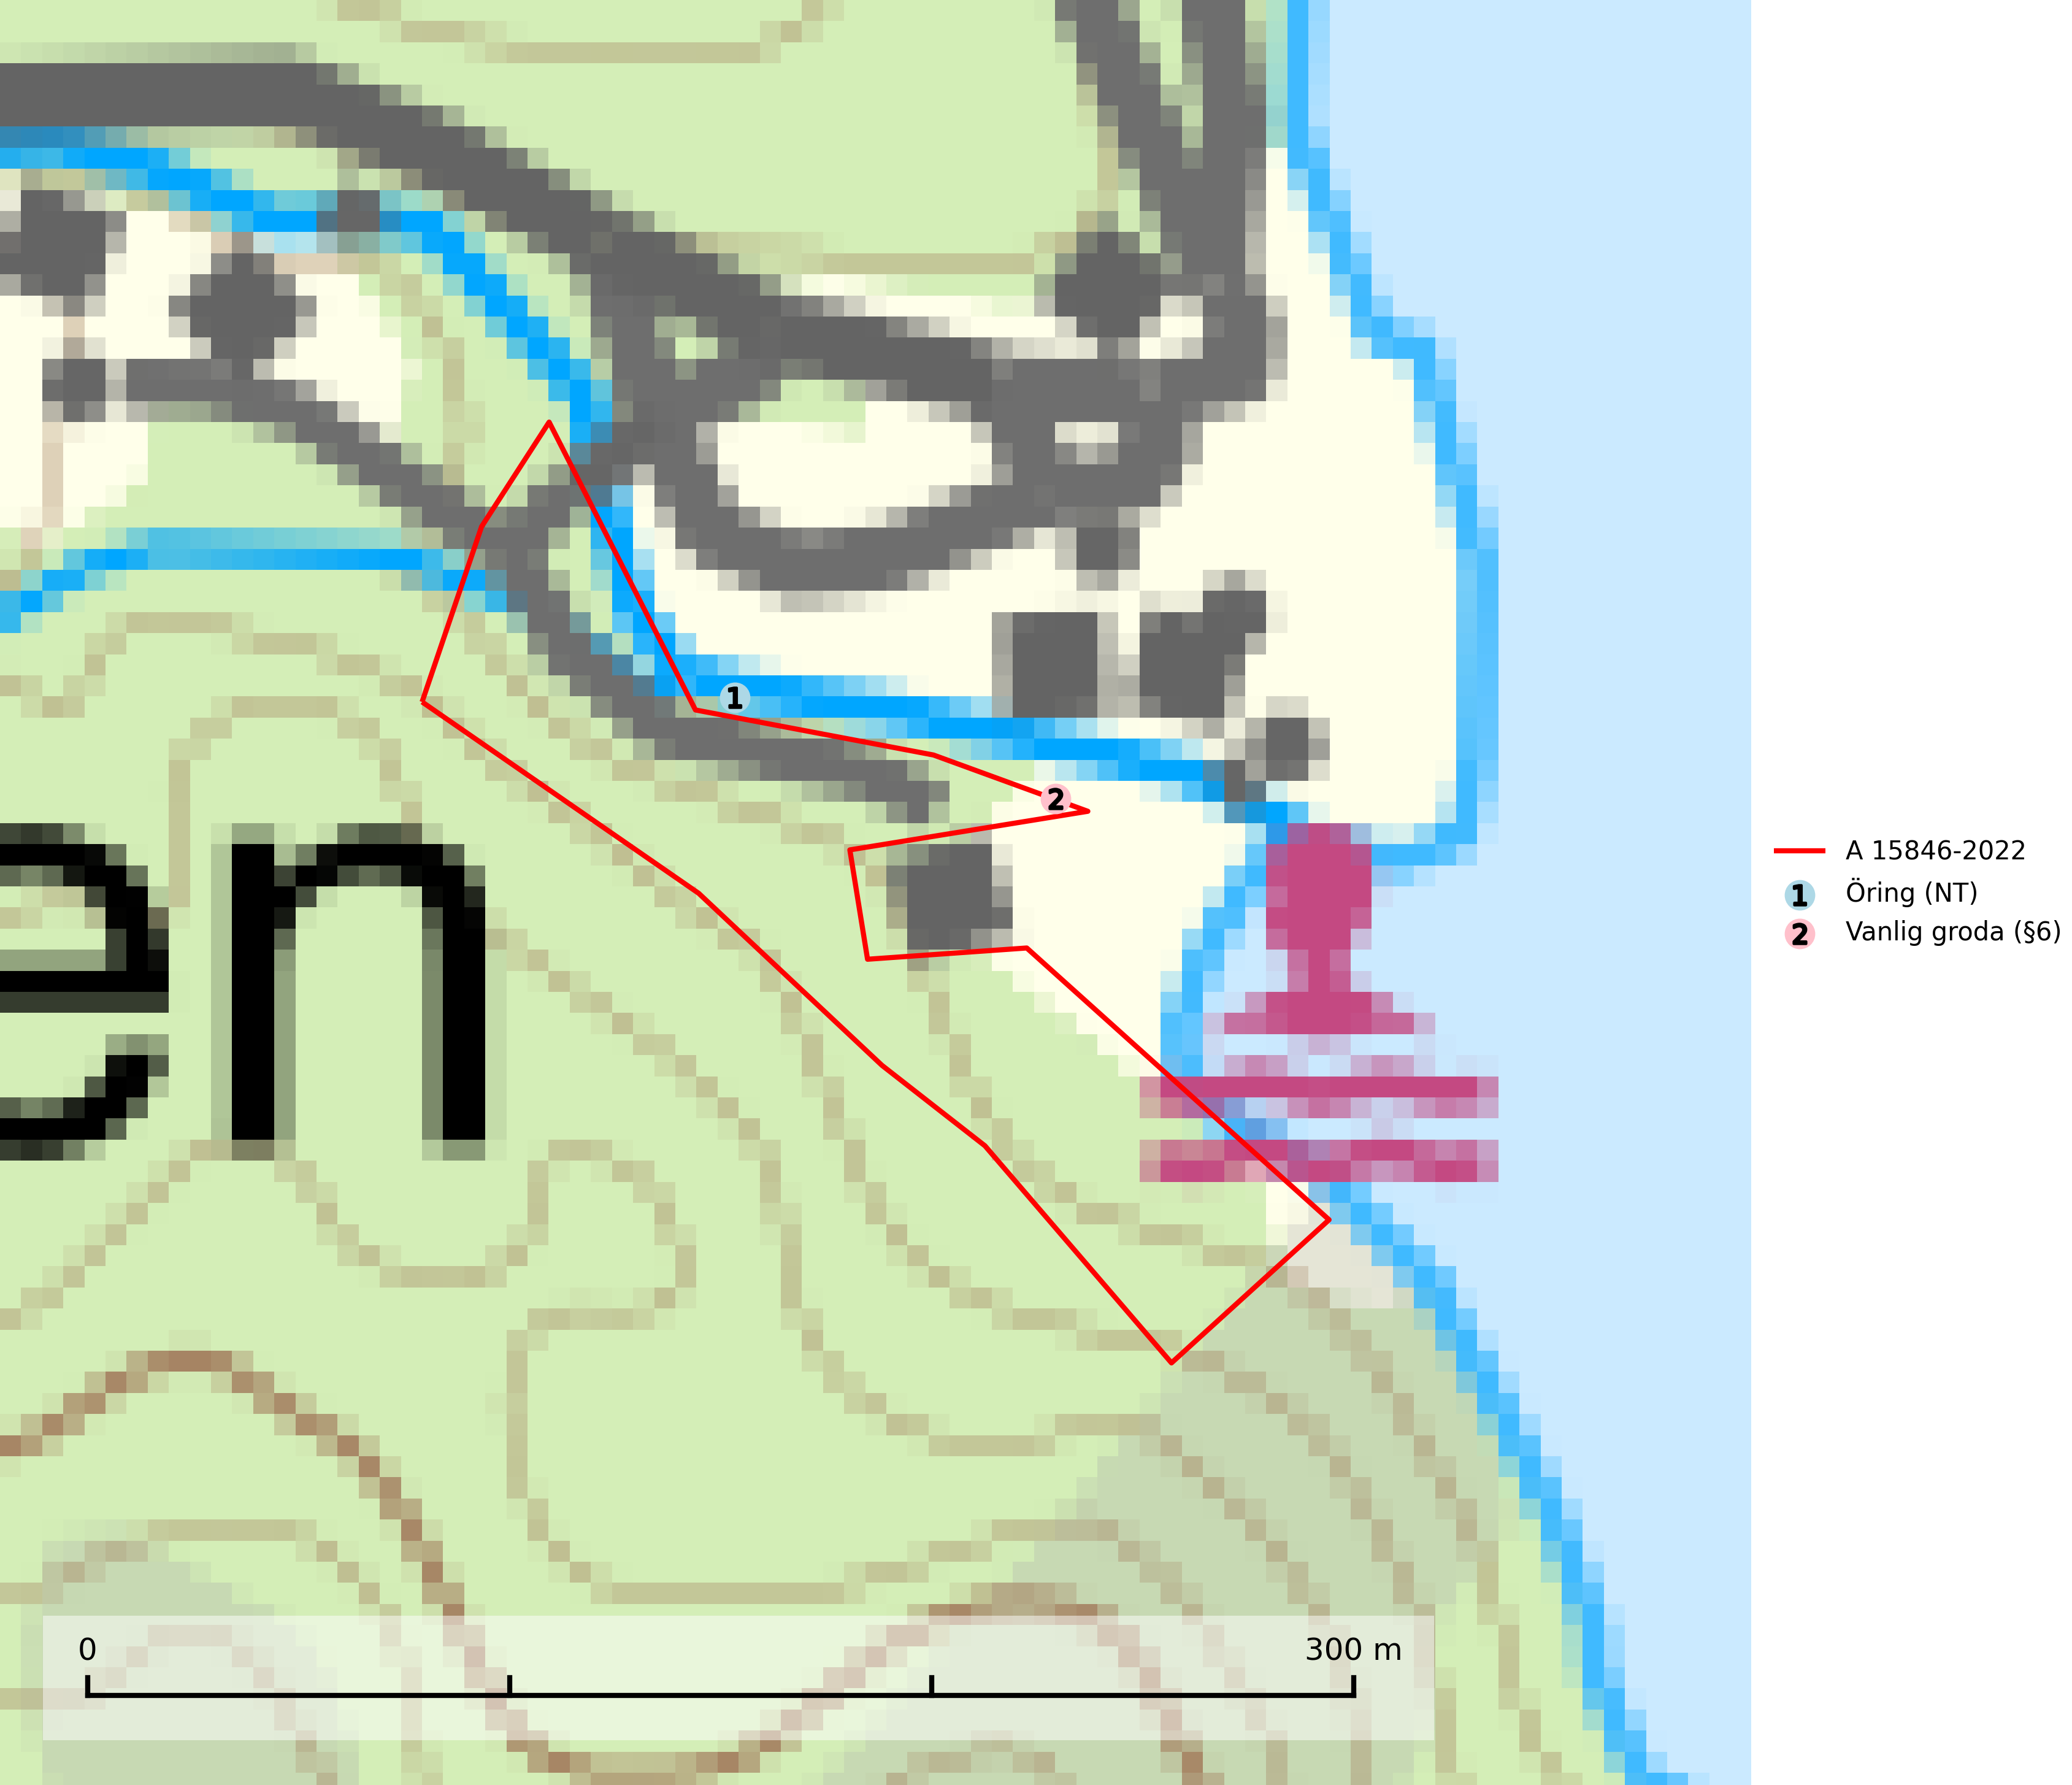 1
2
en
A 15846-2022
1 Öring (NT)
2 Vanlig groda (§6)
0 300 m